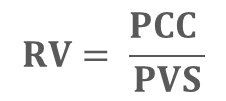 RV = PCC / PVS